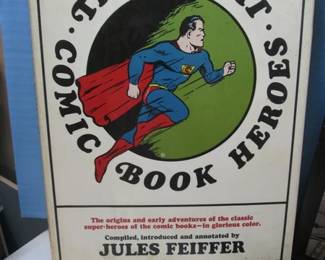 COMIC BOOK HEROES
The origins and early adventures of the classic
super-heroes of the comic books—in glorious color.
Compiled, introduced and annotated by
JULES FEIFFER